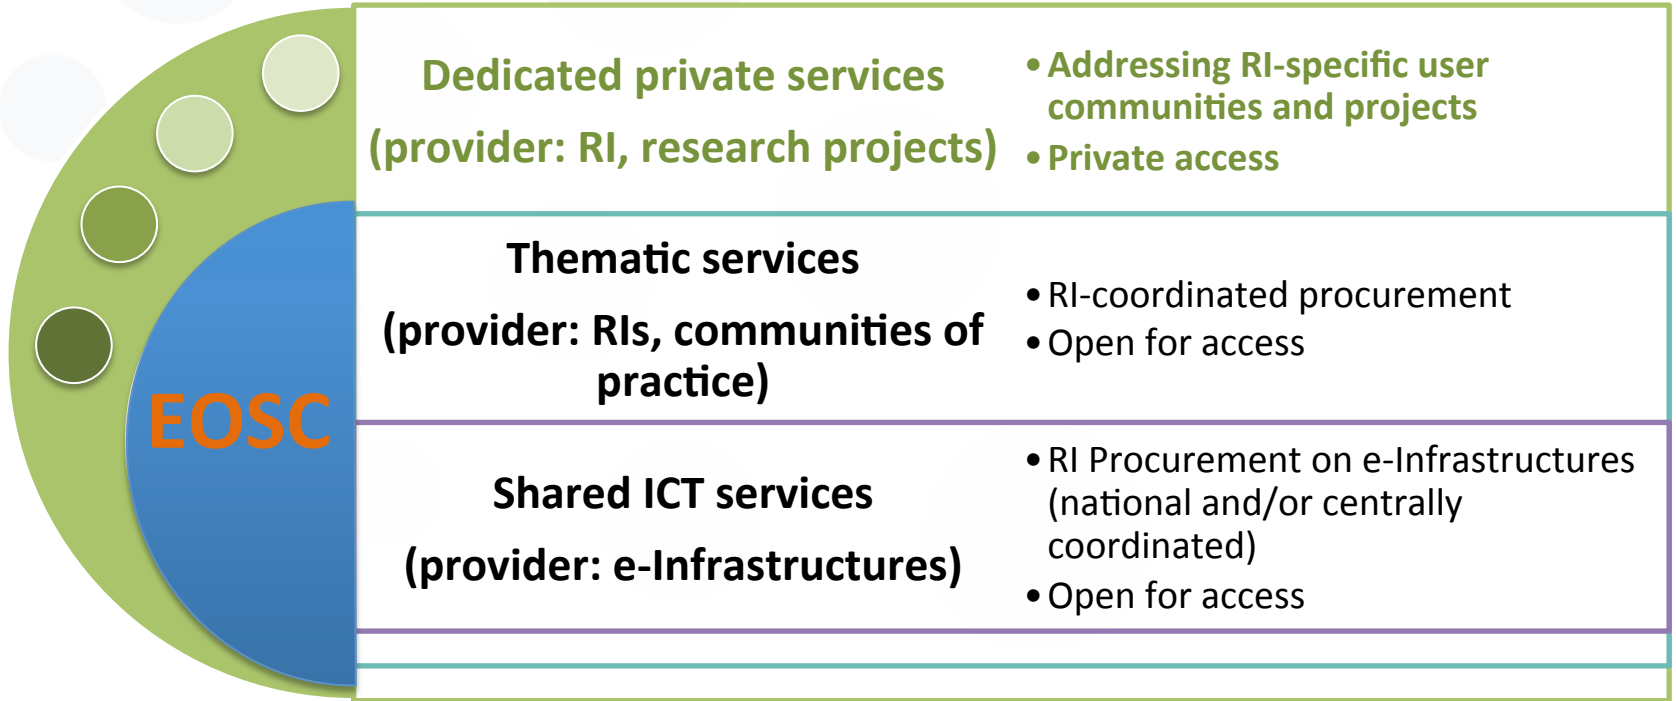 EOSC
Dedicated private services
(provider: RI, research projects)
• Addressing RI-specific user
communities and projects
• Private access
Thematic services
(provider: RIs, communities of
practice)
• RI-coordinated procurement
• Open for access
Shared ICT services
(provider: e-Infrastructures)
• RI Procurement on e-Infrastructures
(national and/or centrally
coordinated)
• Open for access